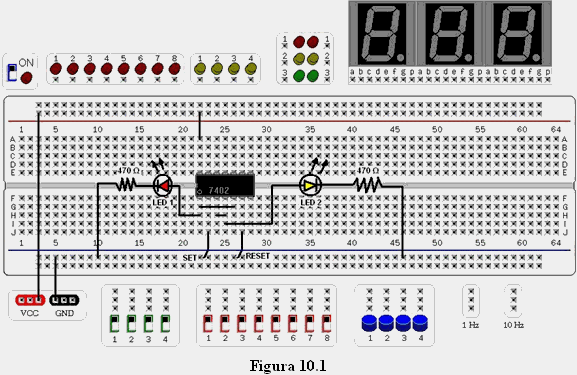 1 2 3
ON
1 2 3 4 5 6 7 8
1 2 3 4
a b c d e f g p a b c d e f g p a b c d e f g p
1 5 10 15 20 25 30 35 40 45 50 55 60 64
A B C D E
A B C D E
470 Ω
LED 1
7402
LED 2
470 Ω
F G H I J
F G H I J
1 5 10 15 20 25 30 35 40 45 50 55 60 64
SET
RESET
VCC
GND
1 2 3 4
1 2 3 4 5 6 7 8
1 2 3 4
1 Hz
10 Hz
Figura 10.1